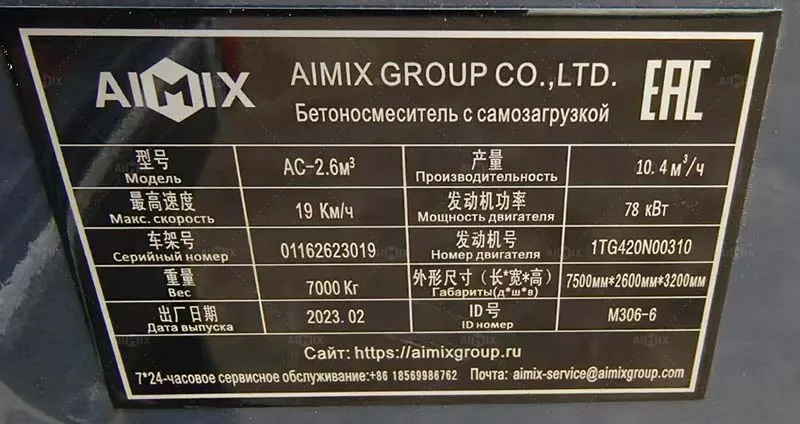 AIMIX
AIMIX GROUP CO.,LTD.
Бетоносмеситель с самозагрузкой
EAC
型号
Модель
AC-2.6м³
产量
Производительность
10.4 м³/ч
最高速度
Макс. скорость
19 Км/ч
发动机功率
Мощность двигателя
78 кВт
车架号
Серийный номер
01162623019
发动机号
Номер двигателя
1TG420N00310
重量
Вес
7000 Кг
外形尺寸（长*宽*高）
Габариты(д*ш*в)
7500мм*2600мм*3200мм
出厂日期
Дата выпуска
2023. 02
ID号
ID номер
M306-6
Сайт: https://aimixgroup.ru
7*24-часовое сервисное обслуживание:+86 18569986762 Почта: aimix-service@aimixgroup.com